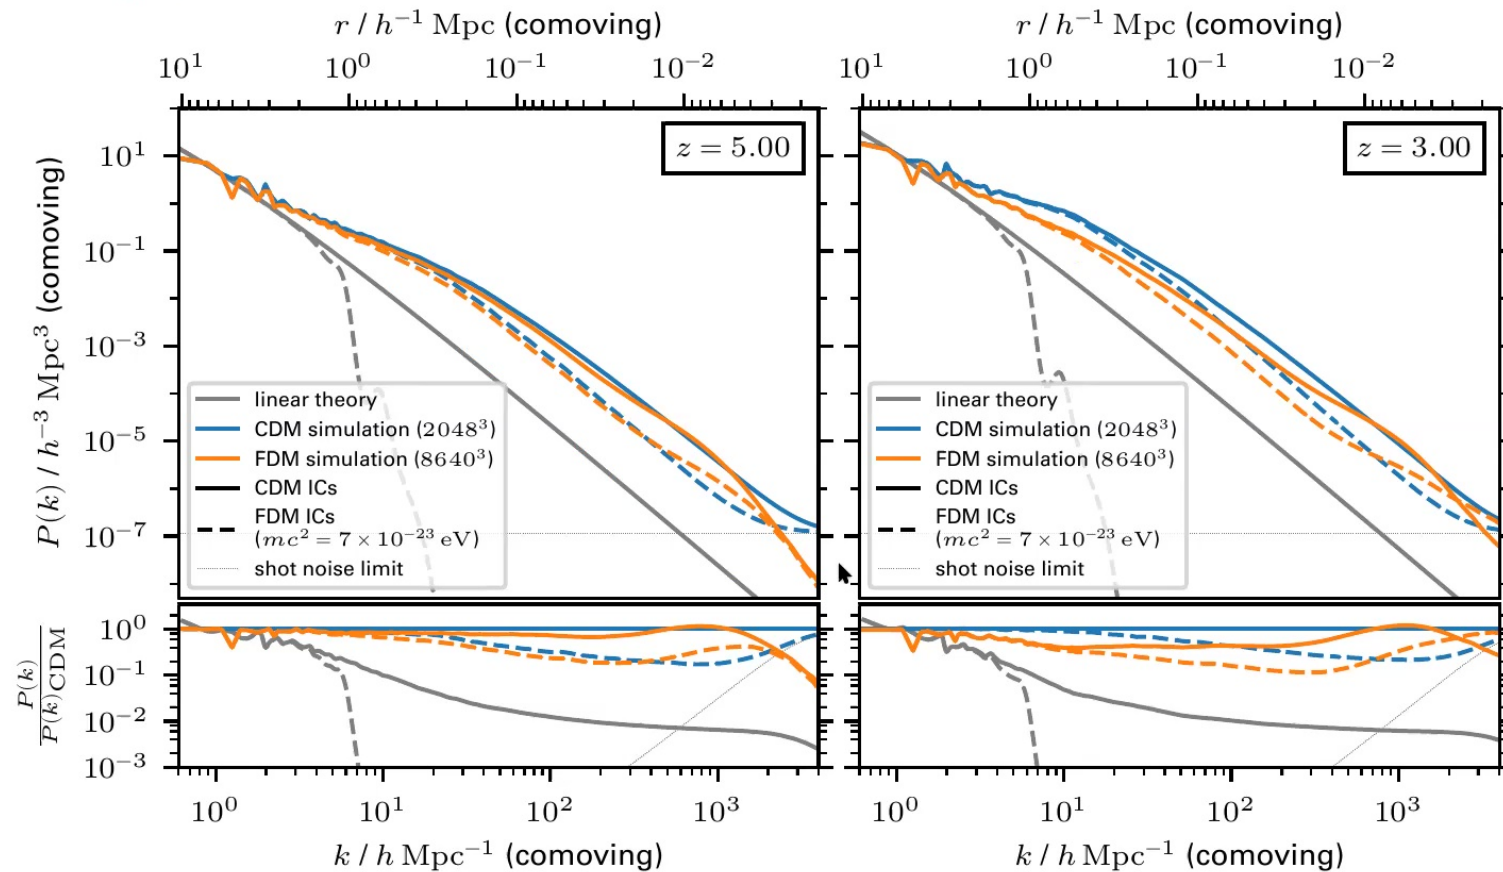 r / h⁻¹ Mpc (comoving)
10¹ 10⁰ 10⁻¹ 10⁻²
z = 5.00
10¹
10⁻¹
10⁻³
10⁻⁵
10⁻⁷
P(k) / h⁻³ Mpc³ (comoving)
linear theory
CDM simulation (2048³)
FDM simulation (8640³)
CDM ICs
FDM ICs
(mc² = 7 × 10⁻²³ eV)
shot noise limit
10⁰
10⁻¹
10⁻²
10⁻³
P(k)
P(k)CDM
10⁰ 10¹ 10² 10³
k / h Mpc⁻¹ (comoving)
r / h⁻¹ Mpc (comoving)
10¹ 10⁰ 10⁻¹ 10⁻²
z = 3.00
linear theory
CDM simulation (2048³)
FDM simulation (8640³)
CDM ICs
FDM ICs
(mc² = 7 × 10⁻²³ eV)
shot noise limit
10⁰ 10¹ 10² 10³
k / h Mpc⁻¹ (comoving)